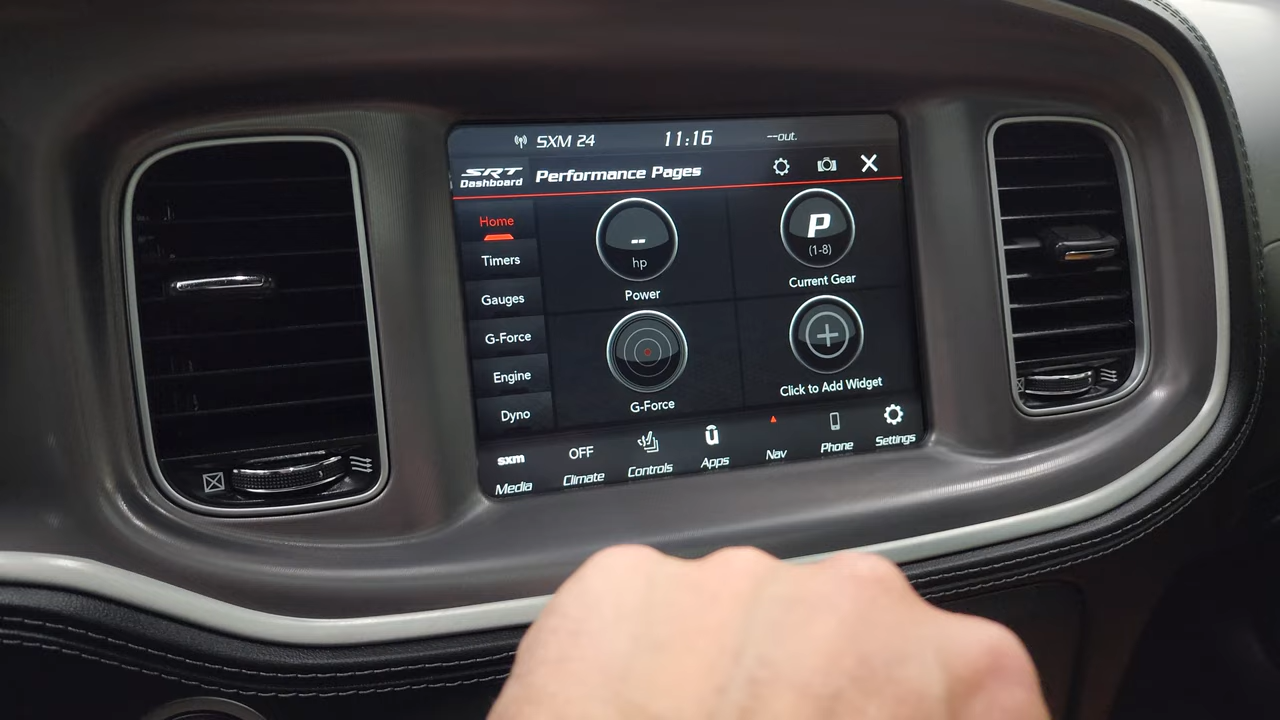 SXM 24 11:16 --out.
SRT Dashboard
Performance Pages
Home
Timers
Gauges
G-Force
Engine
Dyno
-- hp
Power
P
(1-8)
Current Gear
G-Force
Click to Add Widget
sxm
Media
OFF
Climate
Controls
Apps
Nav
Phone
Settings